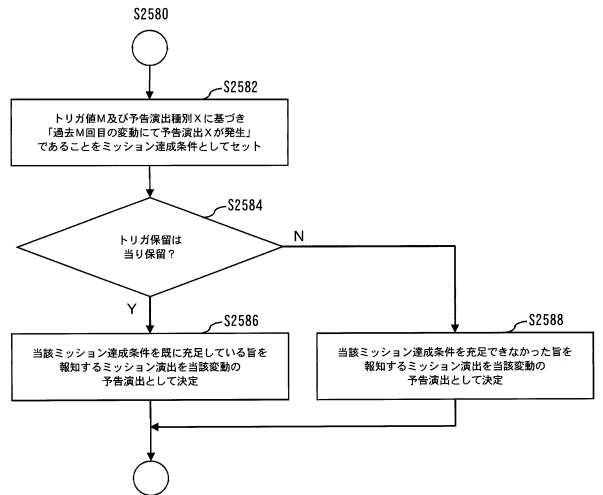 S2580
S2582
トリガ値M及び予告演出種別Xに基づき
「過去M回目の変動にて予告演出Xが発生」
であることをミッション達成条件としてセット
S2584
トリガ保留は
当り保留？
N
Y
S2586
当該ミッション達成条件を既に充足している旨を
報知するミッション演出を当該変動の
予告演出として決定
S2588
当該ミッション達成条件を充足できなかった旨を
報知するミッション演出を当該変動の
予告演出として決定